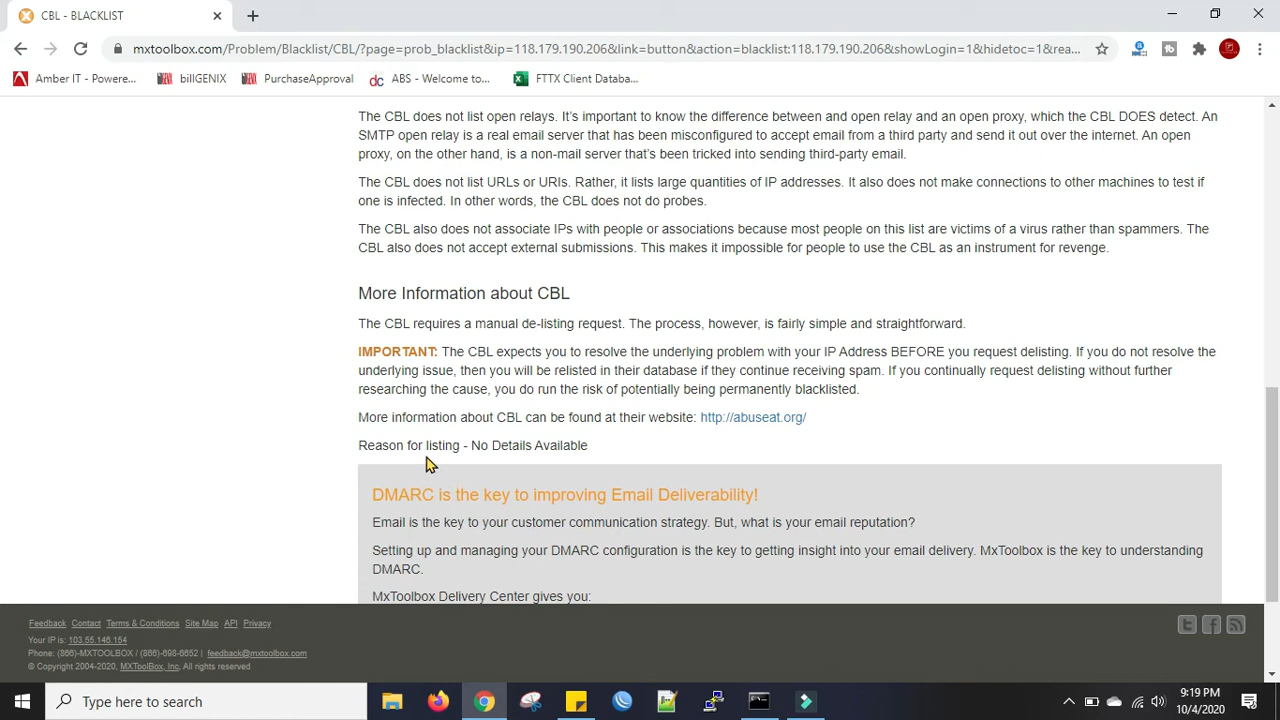 CBL - BLACKLIST
mxtoolbox.com/Problem/Blacklist/CBL/?page=prob_blacklist&ip=118.179.190.206&link=button&action=blacklist:118.179.190.206&showLogin=1&hidetoc=1&rea...
Amber IT - Powere... billGENIX PurchaseApproval ABS - Welcome to... FTTX Client Databa...
The CBL does not list open relays. It's important to know the difference between and open relay and an open proxy, which the CBL DOES detect. An
SMTP open relay is a real email server that has been misconfigured to accept email from a third party and send it out over the internet. An open
proxy, on the other hand, is a non-mail server that's been tricked into sending third-party email.
The CBL does not list URLs or URIs. Rather, it lists large quantities of IP addresses. It also does not make connections to other machines to test if
one is infected. In other words, the CBL does not do probes.
The CBL also does not associate IPs with people or associations because most people on this list are victims of a virus rather than spammers. The
CBL also does not accept external submissions. This makes it impossible for people to use the CBL as an instrument for revenge.
More Information about CBL
The CBL requires a manual de-listing request. The process, however, is fairly simple and straightforward.
IMPORTANT: The CBL expects you to resolve the underlying problem with your IP Address BEFORE you request delisting. If you do not resolve the
underlying issue, then you will be relisted in their database if they continue receiving spam. If you continually request delisting without further
researching the cause, you do run the risk of potentially being permanently blacklisted.
More information about CBL can be found at their website: http://abuseat.org/
Reason for listing - No Details Available
DMARC is the key to improving Email Deliverability!
Email is the key to your customer communication strategy. But, what is your email reputation?
Setting up and managing your DMARC configuration is the key to getting insight into your email delivery. MxToolbox is the key to understanding
DMARC.
MxToolbox Delivery Center gives you:
Feedback Contact Terms & Conditions Site Map API Privacy
Your IP is: 103.55.146.154
Phone: (866)-MXTOOLBOX / (866)-698-6652 | feedback@mxtoolbox.com
© Copyright 2004-2020, MXToolBox, Inc, All rights reserved
Type here to search
9:19 PM
10/4/2020